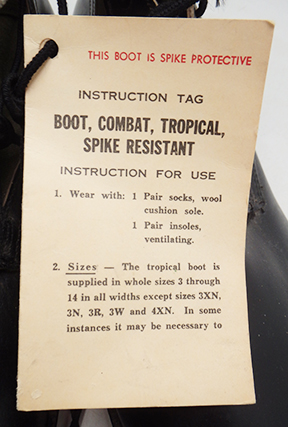 THIS BOOT IS SPIKE PROTECTIVE
INSTRUCTION TAG
BOOT, COMBAT, TROPICAL,
SPIKE RESISTANT
INSTRUCTION FOR USE
1. Wear with: 1 Pair socks, wool
cushion sole.
1 Pair insoles,
ventilating.
2. Sizes — The tropical boot is
supplied in whole sizes 3 through
14 in all widths except sizes 3XN,
3N, 3R, 3W and 4XN. In some
instances it may be necessary to